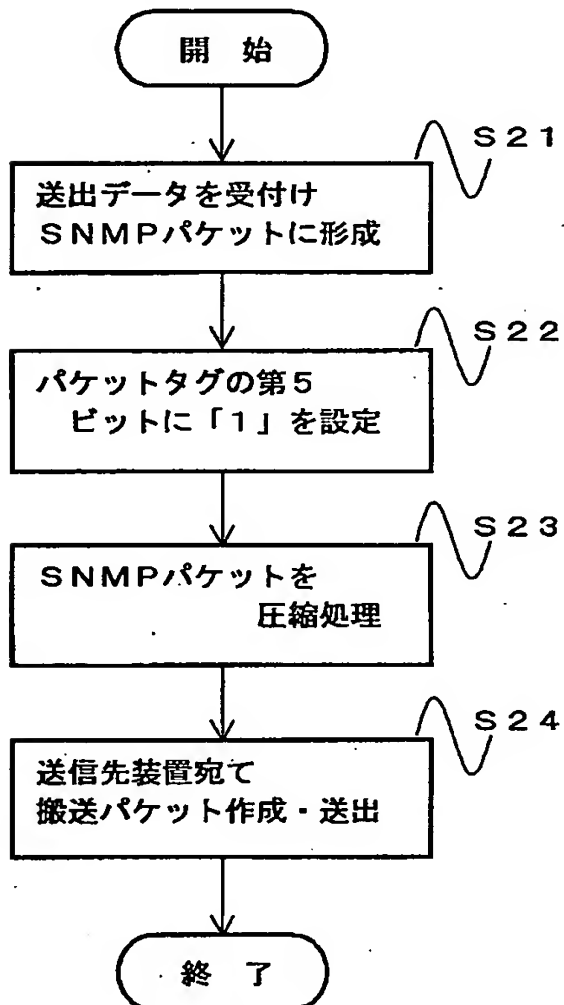 開 始
S21
送出データを受付け
SNMPパケットに形成
S22
パケットタグの第5
ビットに「1」を設定
S23
SNMPパケットを
圧縮処理
S24
送信先装置宛て
搬送パケット作成・送出
終 了